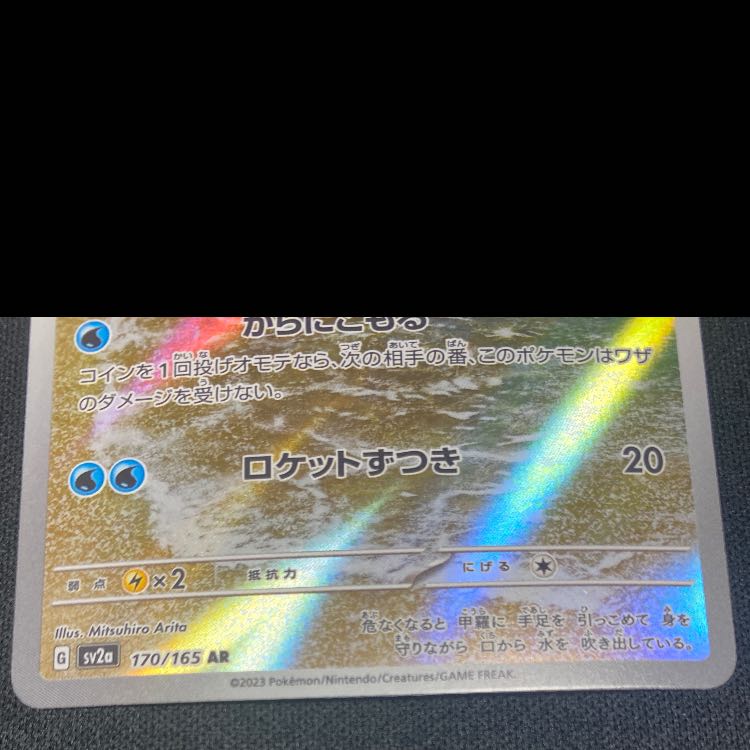 からにこもる
コインを1回投げオモテなら、次の相手の番、このポケモンはワザ
のダメージを受けない。
ロケットずつき 20
弱点 ×2 抵抗力 にげる
Illus. Mitsuhiro Arita
危なくなると 甲羅に 手足を 引っこめて 身を
守りながら 口から 水を 吹き出している。
G sv2a 170/165 AR
©2023 Pokémon/Nintendo/Creatures/GAME FREAK.